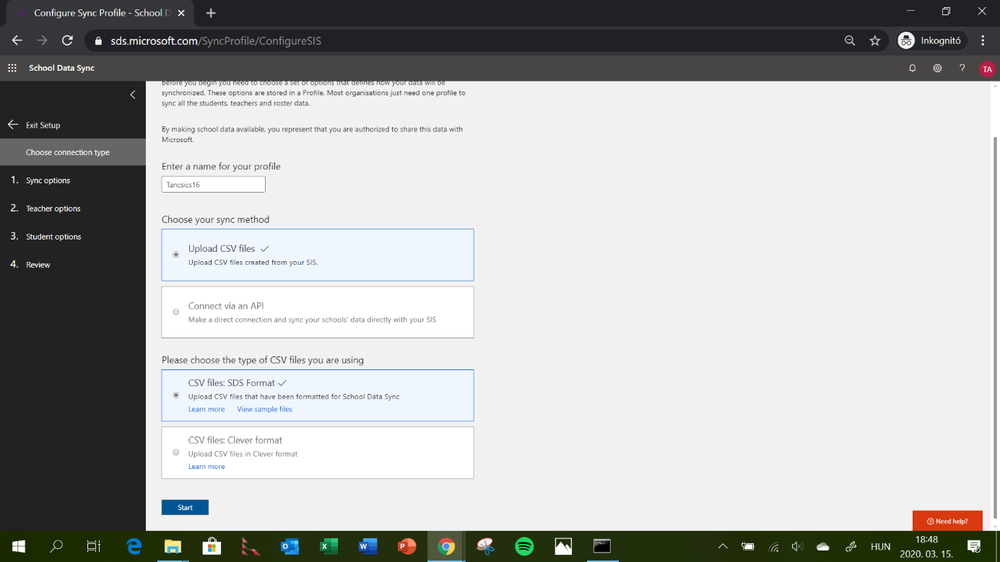 Configure Sync Profile - School D
sds.microsoft.com/SyncProfile/ConfigureSIS
Inkognitó
School Data Sync
TA
Exit Setup
Choose connection type
1. Sync options
2. Teacher options
3. Student options
4. Review
Before you begin you need to choose a set of options that defines how your data will be
synchronized. These options are stored in a Profile. Most organisations just need one profile to
sync all the students, teachers and roster data.
By making school data available, you represent that you are authorized to share this data with
Microsoft.
Enter a name for your profile
Tancsics16
Choose your sync method
Upload CSV files
Upload CSV files created from your SIS.
Connect via an API
Make a direct connection and sync your schools' data directly with your SIS
Please choose the type of CSV files you are using
CSV files: SDS Format
Upload CSV files that have been formatted for School Data Sync
Learn more View sample files
CSV files: Clever format
Upload CSV files in Clever format
Learn more
Start
Need help?
HUN
18:48
2020. 03. 15.